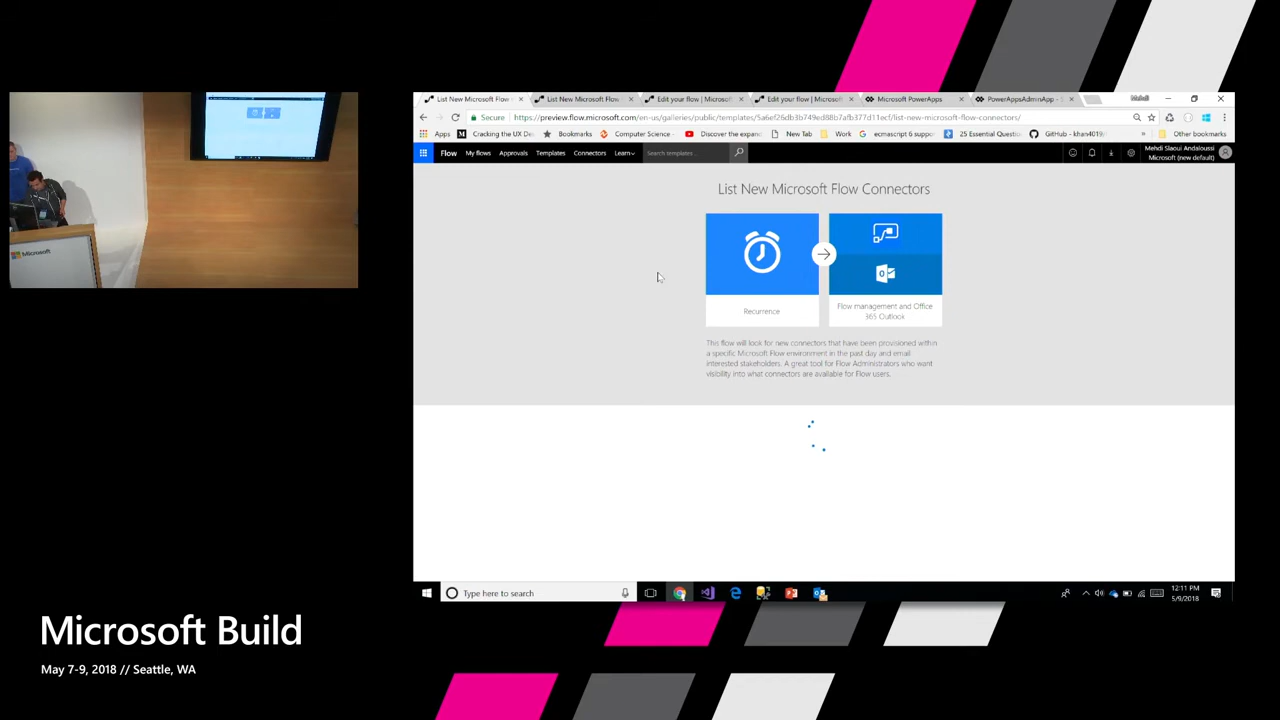 List New Microsoft Flow
List New Microsoft Flow
Edit your flow | Microsoft
Edit your flow | Microsoft
Microsoft PowerApps
PowerAppsAdminApp - S
Mehdi
Secure
https://preview.flow.microsoft.com/en-us/galleries/public/templates/5a6ef26db3b749ed88b7afb377d11ecf/list-new-microsoft-flow-connectors/
Apps
Cracking the UX De
Bookmarks
Computer Science -
Discover the expan
New Tab
Work
ecmascript 6 suppor
25 Essential Questio
GitHub - khan4019/
»
Other bookmarks
Flow
My flows
Approvals
Templates
Connectors
Learn
Search templates
Mehdi Slaoui Andaloussi
Microsoft (new default)
List New Microsoft Flow Connectors
Recurrence
Flow management and Office
365 Outlook
This flow will look for new connectors that have been provisioned within
a specific Microsoft Flow environment in the past day and email
interested stakeholders. A great tool for Flow Administrators who want
visibility into what connectors are available for Flow users.
Microsoft
Type here to search
12:11 PM
5/9/2018
Microsoft Build
May 7-9, 2018 // Seattle, WA